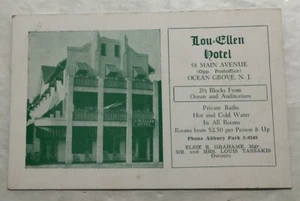 Lou-Ellen
Hotel
58 MAIN AVENUE
(Opp. Postoffice)
OCEAN GROVE, N. J.
2½ Blocks From
Ocean and Auditorium
Private Baths
Hot and Cold Water
In All Rooms
Rooms from $2.50 per Person & Up
Phone Asbury Park
ELSIE B. GRAHAME, Mgr.
MR. and MRS. LOUIS TASSAKIS
Owners